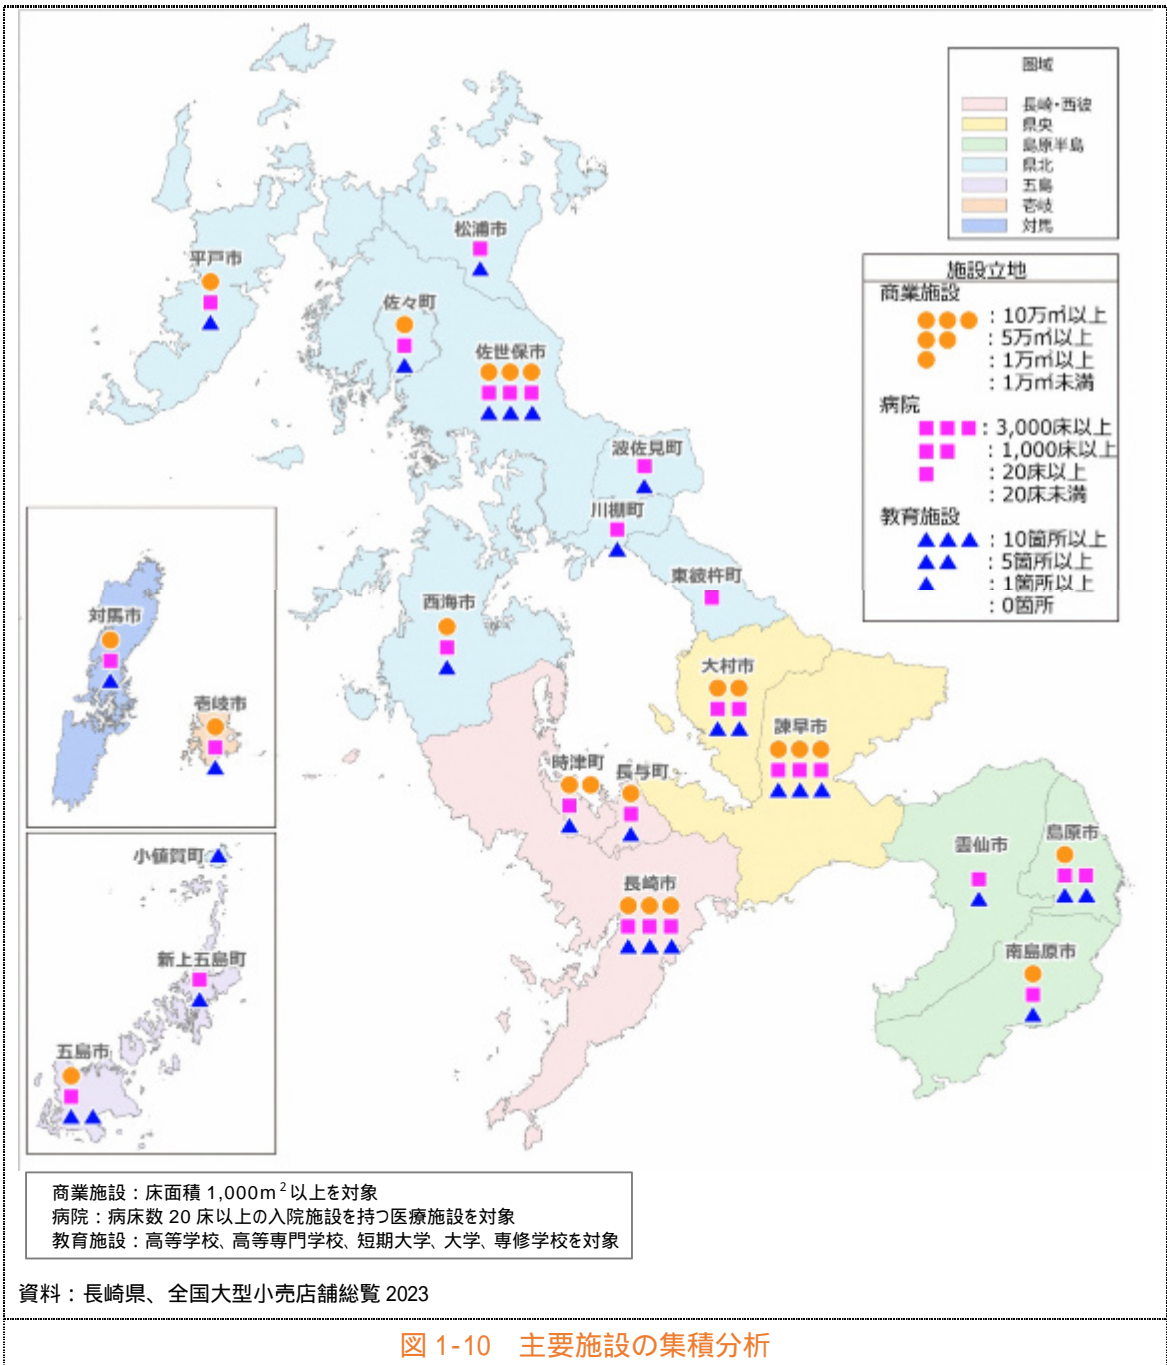 圏域
長崎・西彼
県央
島原半島
県北
五島
壱岐
対馬
施設立地
商業施設
：10万㎡以上
：5万㎡以上
：1万㎡以上
：1万㎡未満
病院
：3,000床以上
：1,000床以上
：20床以上
：20床未満
教育施設
：10箇所以上
：5箇所以上
：1箇所以上
：0箇所
松浦市
平戸市
佐々町
佐世保市
波佐見町
川棚町
東彼杵町
西海市
対馬市
壱岐市
大村市
諫早市
時津町
長与町
長崎市
雲仙市
島原市
南島原市
小値賀町
新上五島町
五島市
商業施設：床面積 1,000m²以上を対象
病院：病床数 20 床以上の入院施設を持つ医療施設を対象
教育施設：高等学校、高等専門学校、短期大学、大学、専修学校を対象
資料：長崎県、全国大型小売店舗総覧 2023
図 1-10　主要施設の集積分析